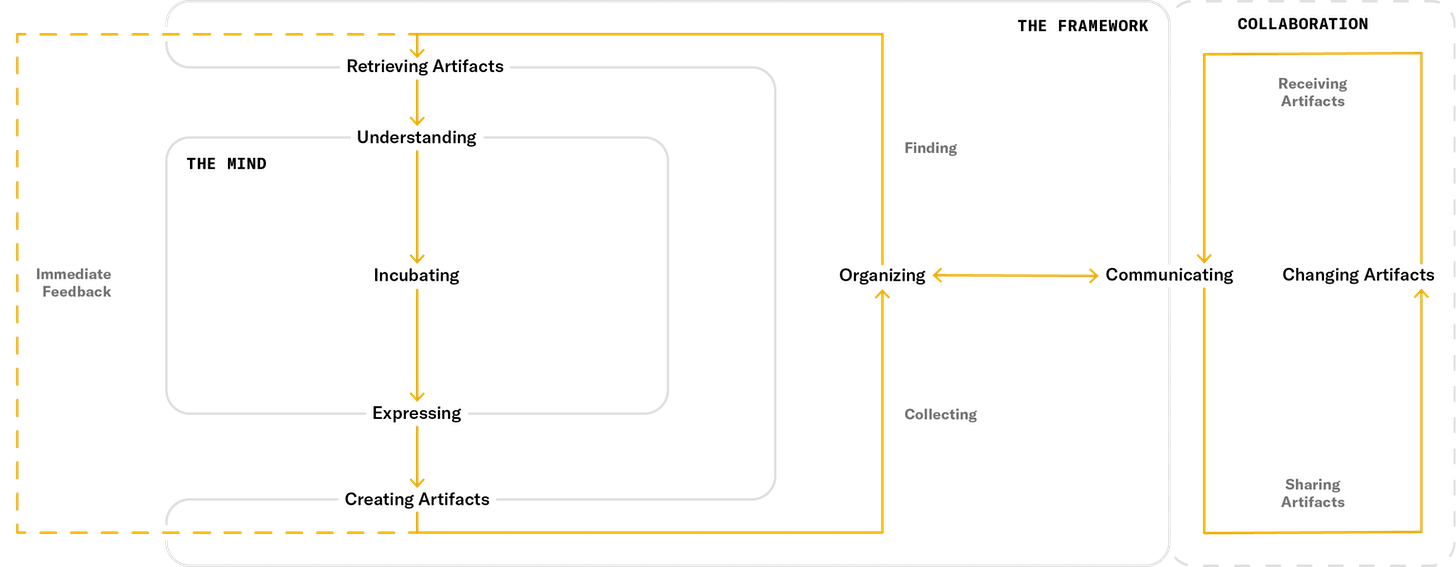 THE FRAMEWORK
COLLABORATION
Retrieving Artifacts
Receiving
Artifacts
Understanding
Finding
THE MIND
Immediate
Feedback
Incubating
Organizing
Communicating
Changing Artifacts
Expressing
Collecting
Creating Artifacts
Sharing
Artifacts